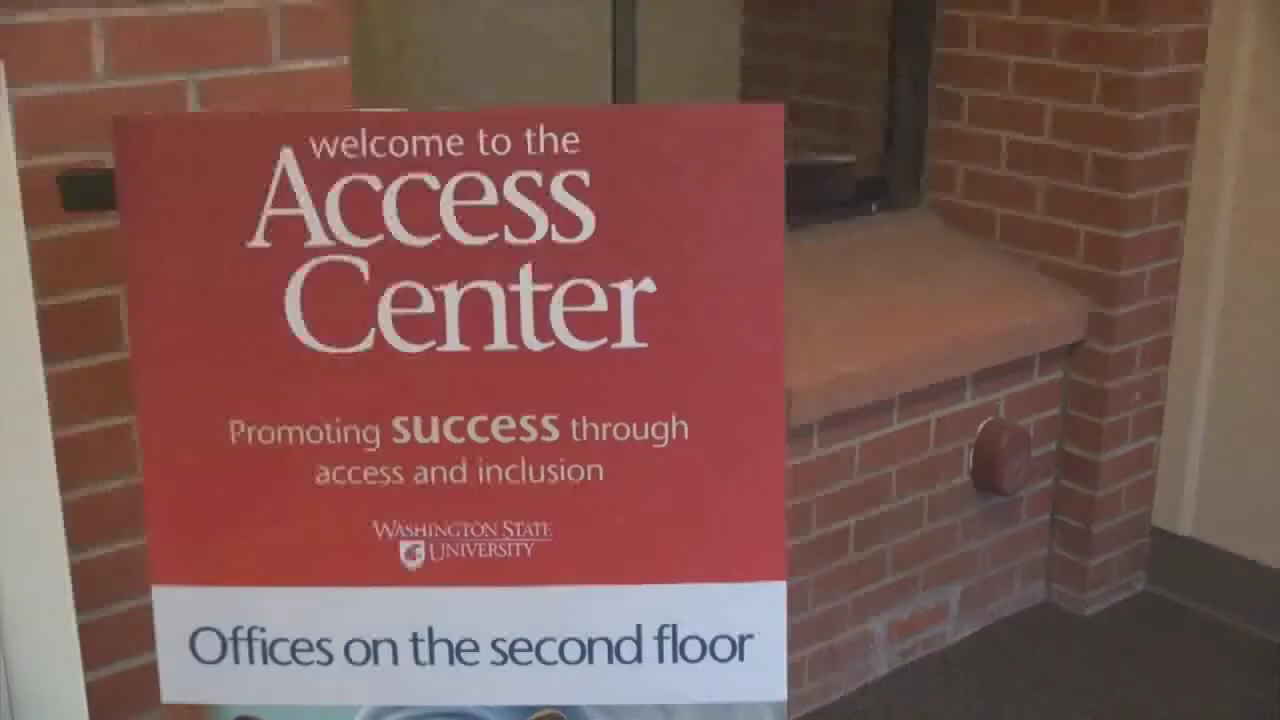 welcome to the
Access
Center
Promoting success through
access and inclusion
WASHINGTON STATE
UNIVERSITY
Offices on the second floor